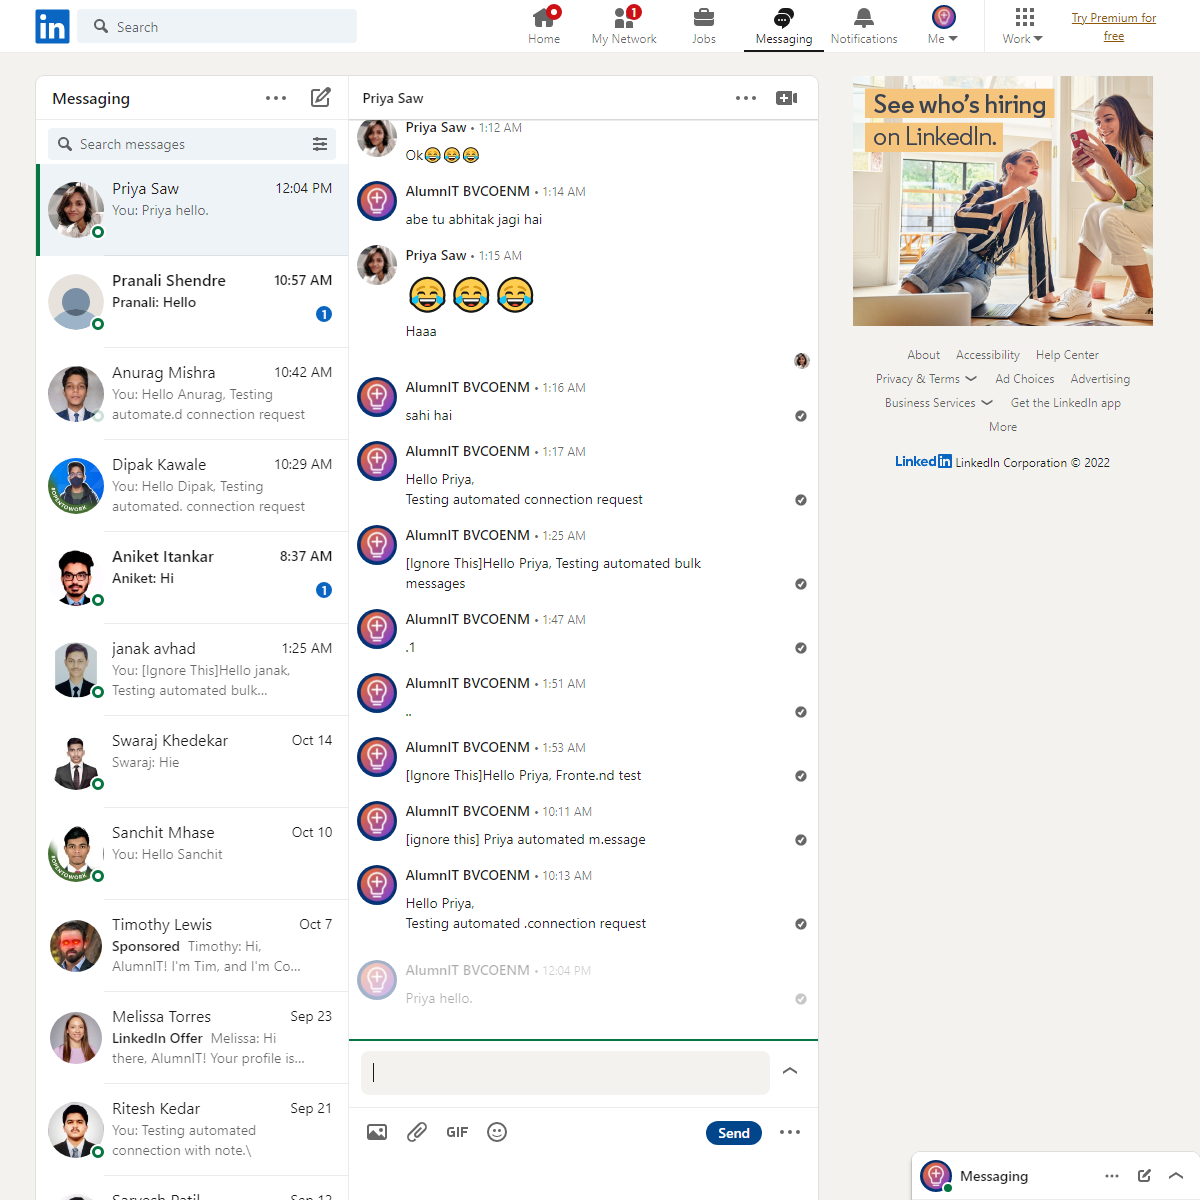 in
Search
Home
1
My Network
Jobs
Messaging
Notifications
Me
Work
Try Premium for
free
Messaging
Search messages
Priya Saw 12:04 PM
You: Priya hello.
Pranali Shendre 10:57 AM
Pranali: Hello
1
Anurag Mishra 10:42 AM
You: Hello Anurag, Testing
automate.d connection request
Dipak Kawale 10:29 AM
You: Hello Dipak, Testing
automated. connection request
#OPENTOWORK
Aniket Itankar 8:37 AM
Aniket: Hi
1
janak avhad 1:25 AM
You: [Ignore This]Hello janak,
Testing automated bulk...
Swaraj Khedekar Oct 14
Swaraj: Hie
Sanchit Mhase Oct 10
You: Hello Sanchit
#OPENTOWORK
Timothy Lewis Oct 7
Sponsored Timothy: Hi,
AlumnIT! I'm Tim, and I'm Co...
Melissa Torres Sep 23
LinkedIn Offer Melissa: Hi
there, AlumnIT! Your profile is...
Ritesh Kedar Sep 21
You: Testing automated
connection with note.\
Sarvesh Patil Sep 12
Priya Saw
Priya Saw • 1:12 AM
Ok😂😂😂
AlumnIT BVCOENM • 1:14 AM
abe tu abhitak jagi hai
Priya Saw • 1:15 AM
😂😂😂
Haaa
AlumnIT BVCOENM • 1:16 AM
sahi hai
AlumnIT BVCOENM • 1:17 AM
Hello Priya,
Testing automated connection request
AlumnIT BVCOENM • 1:25 AM
[Ignore This]Hello Priya, Testing automated bulk
messages
AlumnIT BVCOENM • 1:47 AM
.1
AlumnIT BVCOENM • 1:51 AM
..
AlumnIT BVCOENM • 1:53 AM
[Ignore This]Hello Priya, Fronte.nd test
AlumnIT BVCOENM • 10:11 AM
[ignore this] Priya automated m.essage
AlumnIT BVCOENM • 10:13 AM
Hello Priya,
Testing automated .connection request
AlumnIT BVCOENM • 12:04 PM
Priya hello.
GIF
Send
See who's hiring
on LinkedIn.
About Accessibility Help Center
Privacy & Terms Ad Choices Advertising
Business Services Get the LinkedIn app
More
LinkedIn LinkedIn Corporation © 2022
Messaging